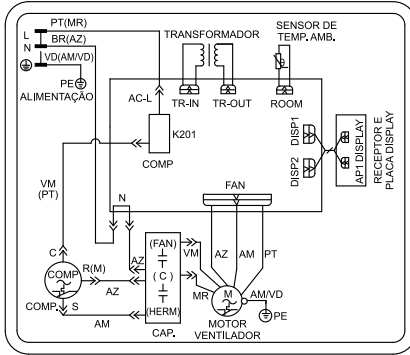 PT(MR)
L
BR(AZ)
N
VD(AM/VD)
PE
ALIMENTAÇÃO
TRANSFORMADOR
SENSOR DE
TEMP. AMB.
AC-L
TR-IN
TR-OUT
ROOM
K201
COMP
DISP1
DISP2
AP1 DISPLAY
RECEPTOR E
PLACA DISPLAY
VM
(PT)
N
FAN
C
COMP
R(M)
AZ
AZ
COMP.
S
AM
(FAN)
( C )
(HERM)
CAP.
VM
MR
AZ
AM
PT
M
AM/VD
PE
MOTOR
VENTILADOR